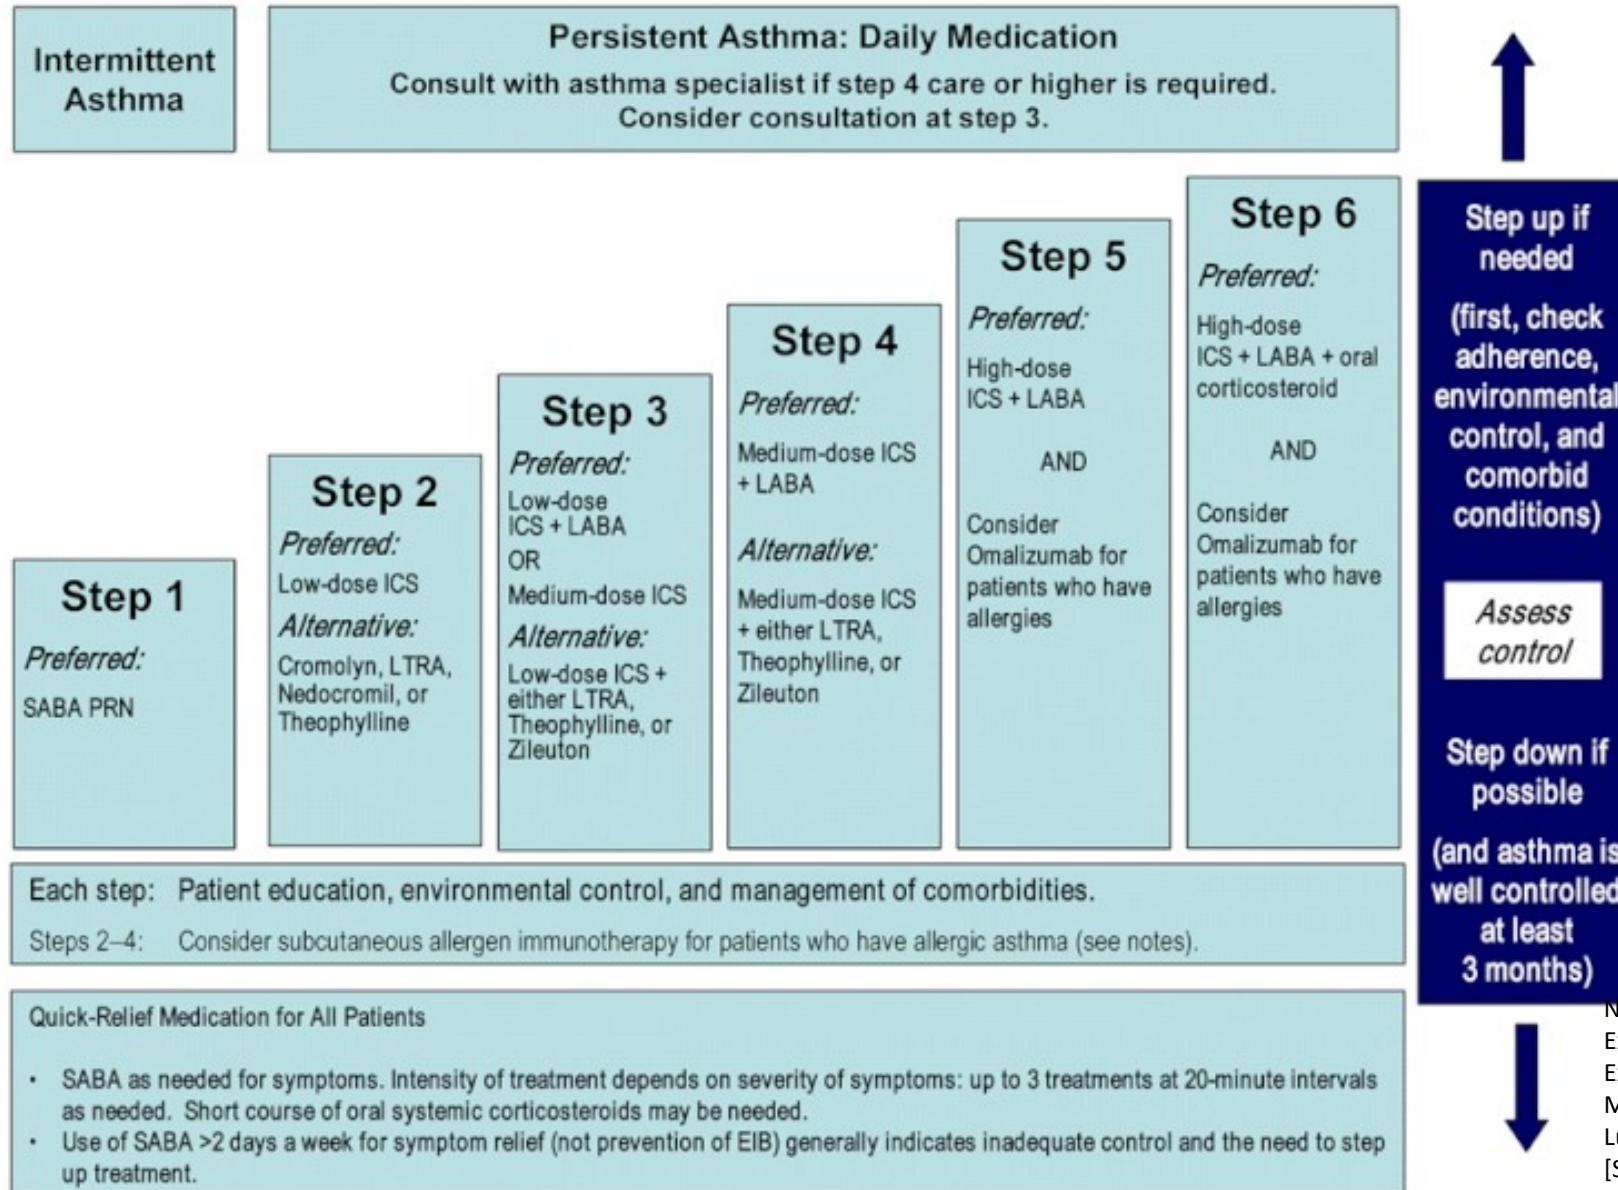 Intermittent
Asthma
Persistent Asthma: Daily Medication
Consult with asthma specialist if step 4 care or higher is required.
Consider consultation at step 3.
Step 1
Preferred:
SABA PRN
Step 2
Preferred:
Low-dose ICS
Alternative:
Cromolyn, LTRA,
Nedocromil, or
Theophylline
Step 3
Preferred:
Low-dose
ICS + LABA
OR
Medium-dose ICS
Alternative:
Low-dose ICS +
either LTRA,
Theophylline, or
Zileuton
Step 4
Preferred:
Medium-dose ICS
+ LABA
Alternative:
Medium-dose ICS
+ either LTRA,
Theophylline, or
Zileuton
Step 5
Preferred:
High-dose
ICS + LABA
AND
Consider
Omalizumab for
patients who have
allergies
Step 6
Preferred:
High-dose
ICS + LABA + oral
corticosteroid
AND
Consider
Omalizumab for
patients who have
allergies
Step up if
needed
(first, check
adherence,
environmental
control, and
comorbid
conditions)
Assess
control
Step down if
possible
(and asthma is
well controlled
at least
3 months)
Each step: Patient education, environmental control, and management of comorbidities.
Steps 2–4: Consider subcutaneous allergen immunotherapy for patients who have allergic asthma (see notes).
Quick-Relief Medication for All Patients
• SABA as needed for symptoms. Intensity of treatment depends on severity of symptoms: up to 3 treatments at 20-minute intervals
as needed. Short course of oral systemic corticosteroids may be needed.
• Use of SABA >2 days a week for symptom relief (not prevention of EIB) generally indicates inadequate control and the need to step
up treatment.